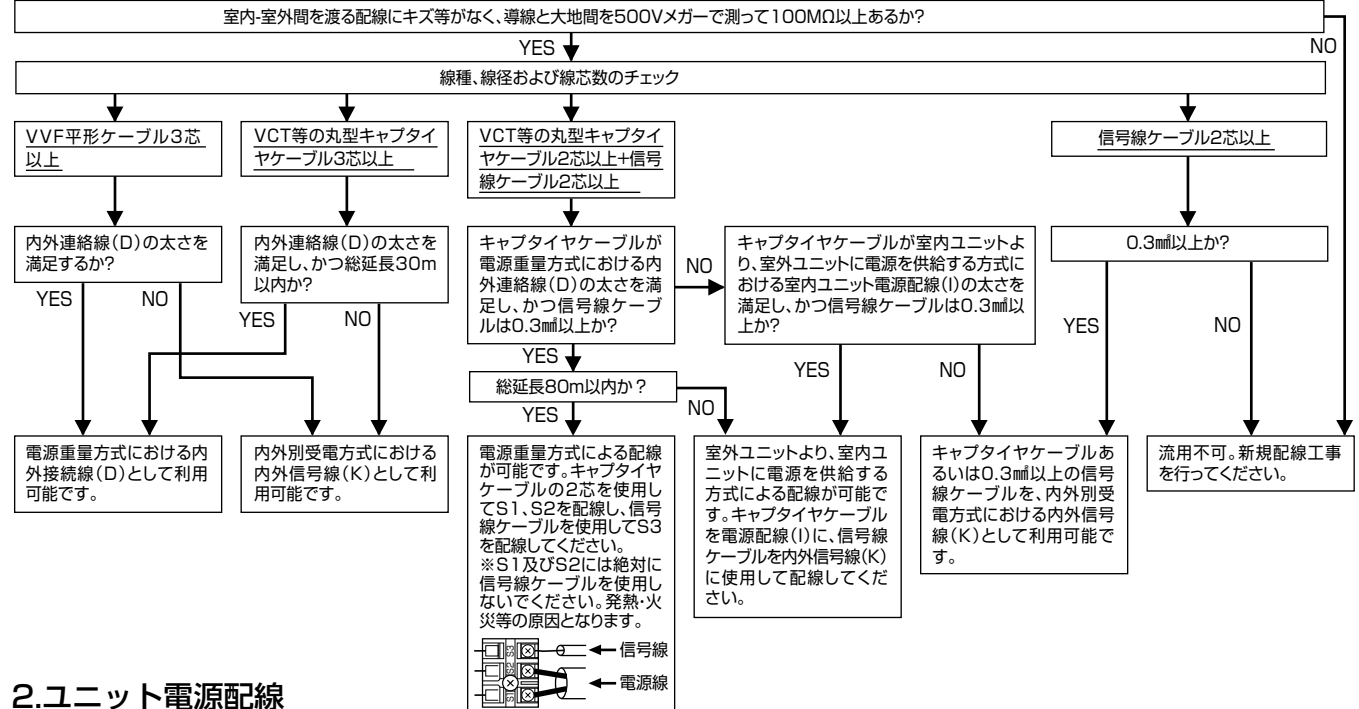 室内-室外間を渡る配線にキズ等がなく、導線と大地間を500Vメガーで測って100MΩ以上あるか?
YES
NO
線種、線径および線芯数のチェック
VVF平形ケーブル3芯
以上
VCT等の丸型キャプタイ
ヤケーブル3芯以上
VCT等の丸型キャプタイ
ヤケーブル2芯以上+信号
線ケーブル2芯以上
信号線ケーブル2芯以上
内外連絡線(D)の太さを
満足するか?
内外連絡線(D)の太さを
満足し、かつ総延長30m
以内か?
キャプタイヤケーブルが
電源重量方式における内
外連絡線(D)の太さを満
足し、かつ信号線ケーブ
ルは0.3㎟以上か?
NO
キャプタイヤケーブルが室内ユニットよ
り、室外ユニットに電源を供給する方式に
おける室内ユニット電源配線(I)の太さを
満足し、かつ信号線ケーブルは0.3㎟以
上か?
0.3㎟以上か?
YES
NO
YES
NO
YES
YES
NO
YES
NO
総延長80m以内か?
YES
NO
電源重量方式における内
外接続線(D)として利用
可能です。
内外別受電方式における
内外信号線(K)として利
用可能です。
電源重量方式による配線
が可能です。キャプタイヤ
ケーブルの2芯を使用し
てS1、S2を配線し、信号
線ケーブルを使用してS3
を配線してください。
※S1及びS2には絶対に
信号線ケーブルを使用し
ないでください。発熱・火
災等の原因となります。
室外ユニットより、室内ユ
ニットに電源を供給する
方式による配線が可能で
す。キャプタイヤケーブル
を電源配線(I)に、信号線
ケーブルを内外信号線(K)
に使用して配線してくだ
さい。
キャプタイヤケーブルあ
るいは0.3㎟以上の信号
線ケーブルを、内外別受
電方式における内外信号
線(K)として利用可能で
す。
流用不可。新規配線工事
を行ってください。
S3
信号線
S2
電源線
S1
2.ユニット電源配線